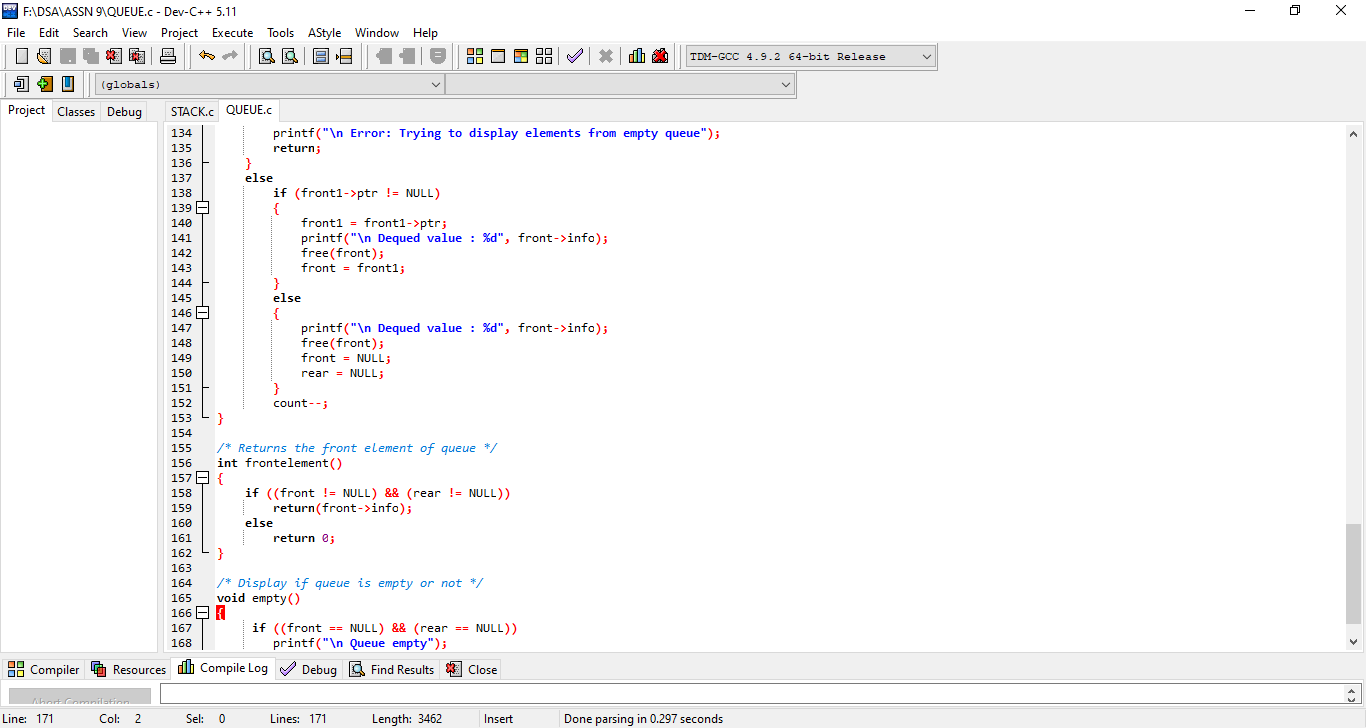 F:\DSA\ASSN 9\QUEUE.c - Dev-C++ 5.11
File Edit Search View Project Execute Tools AStyle Window Help
TDM-GCC 4.9.2 64-bit Release
(globals)
Project Classes Debug STACK.c QUEUE.c
134 printf("\n Error: Trying to display elements from empty queue");
135 return;
136 }
137 else
138 if (front1->ptr != NULL)
139 {
140 front1 = front1->ptr;
141 printf("\n Dequed value : %d", front->info);
142 free(front);
143 front = front1;
144 }
145 else
146 {
147 printf("\n Dequed value : %d", front->info);
148 free(front);
149 front = NULL;
150 rear = NULL;
151 }
152 count--;
153 }
154
155 /* Returns the front element of queue */
156 int frontelement()
157 {
158 if ((front != NULL) && (rear != NULL))
159 return(front->info);
160 else
161 return 0;
162 }
163
164 /* Display if queue is empty or not */
165 void empty()
166 {
167 if ((front == NULL) && (rear == NULL))
168 printf("\n Queue empty");
Compiler Resources Compile Log Debug Find Results Close
Abort Compilation
Line: 171 Col: 2 Sel: 0 Lines: 171 Length: 3462 Insert Done parsing in 0.297 seconds